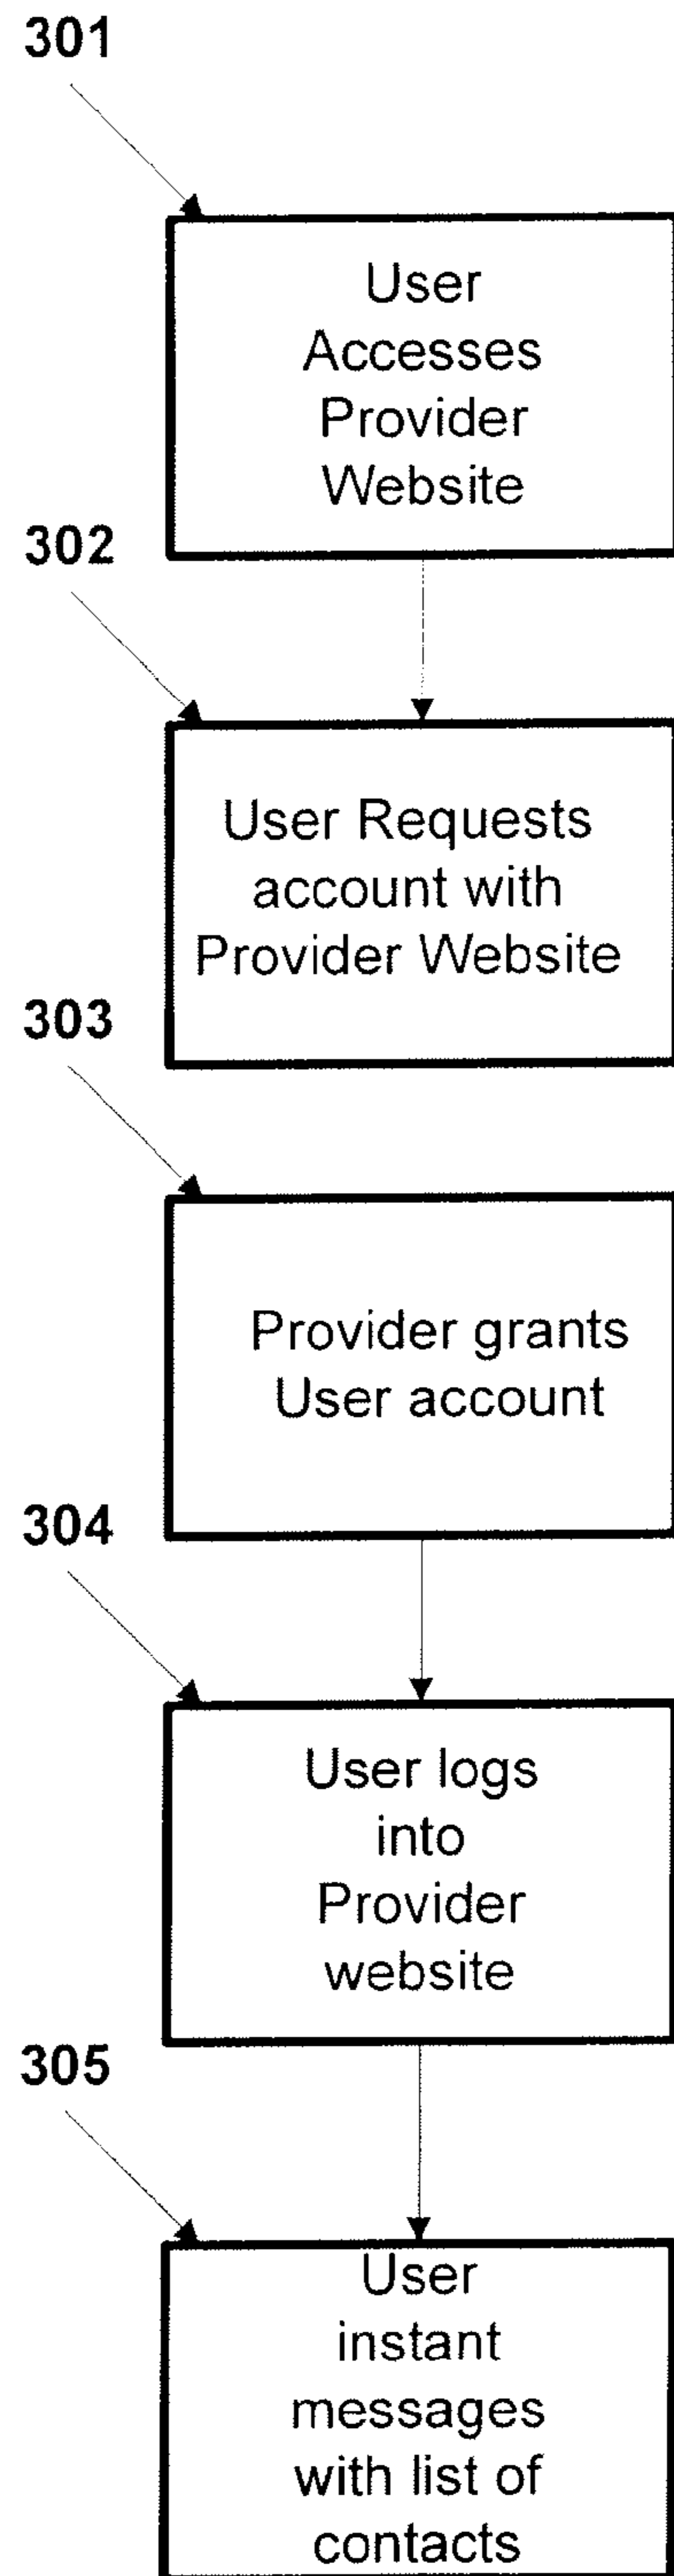 301
User
Accesses
Provider
Website
302
User Requests
account with
Provider Website
303
Provider grants
User account
304
User logs
into
Provider
website
305
User
instant
messages
with list of
contacts